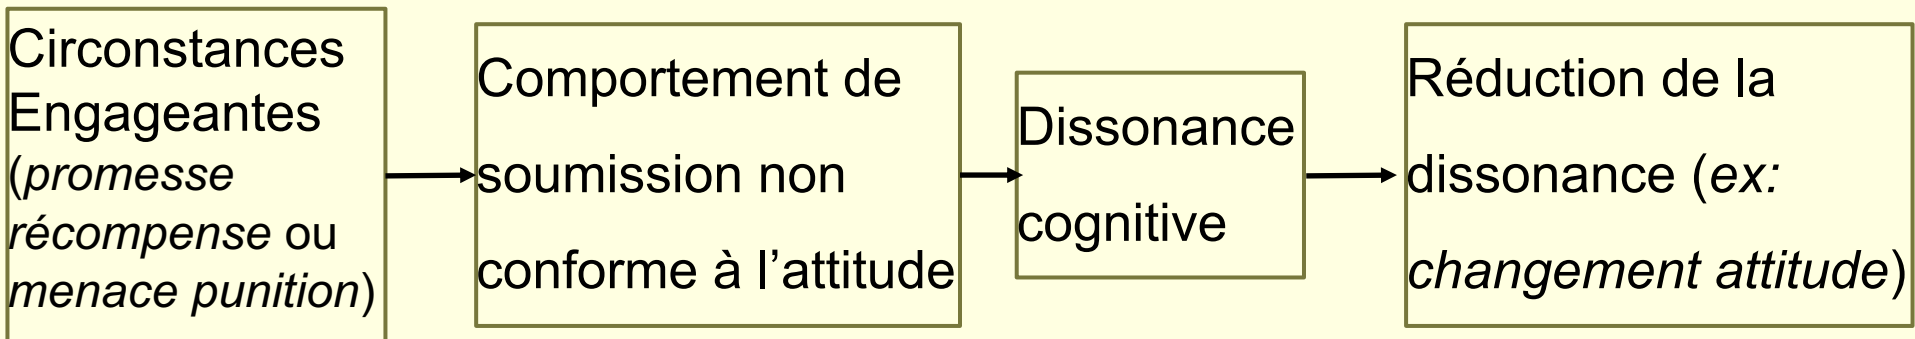 Circonstances
Engageantes
(promesse
récompense ou
menace punition)
Comportement de
soumission non
conforme à l’attitude
Dissonance
cognitive
Réduction de la
dissonance (ex:
changement attitude)